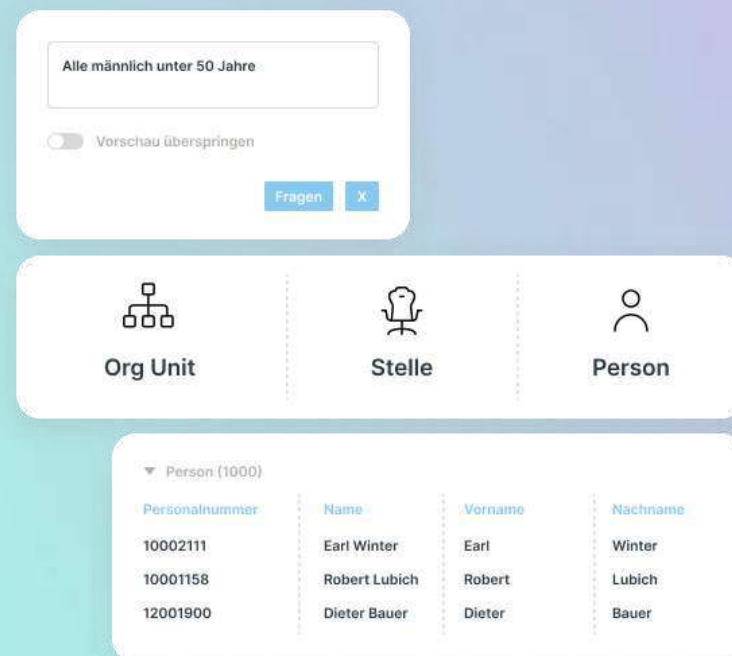 Alle männlich unter 50 Jahre
Vorschau überspringen
Fragen X
Org Unit Stelle Person
Person (1000)
Personalnummer Name Vorname Nachname
10002111 Earl Winter Earl Winter
10001158 Robert Lubich Robert Lubich
12001900 Dieter Bauer Dieter Bauer